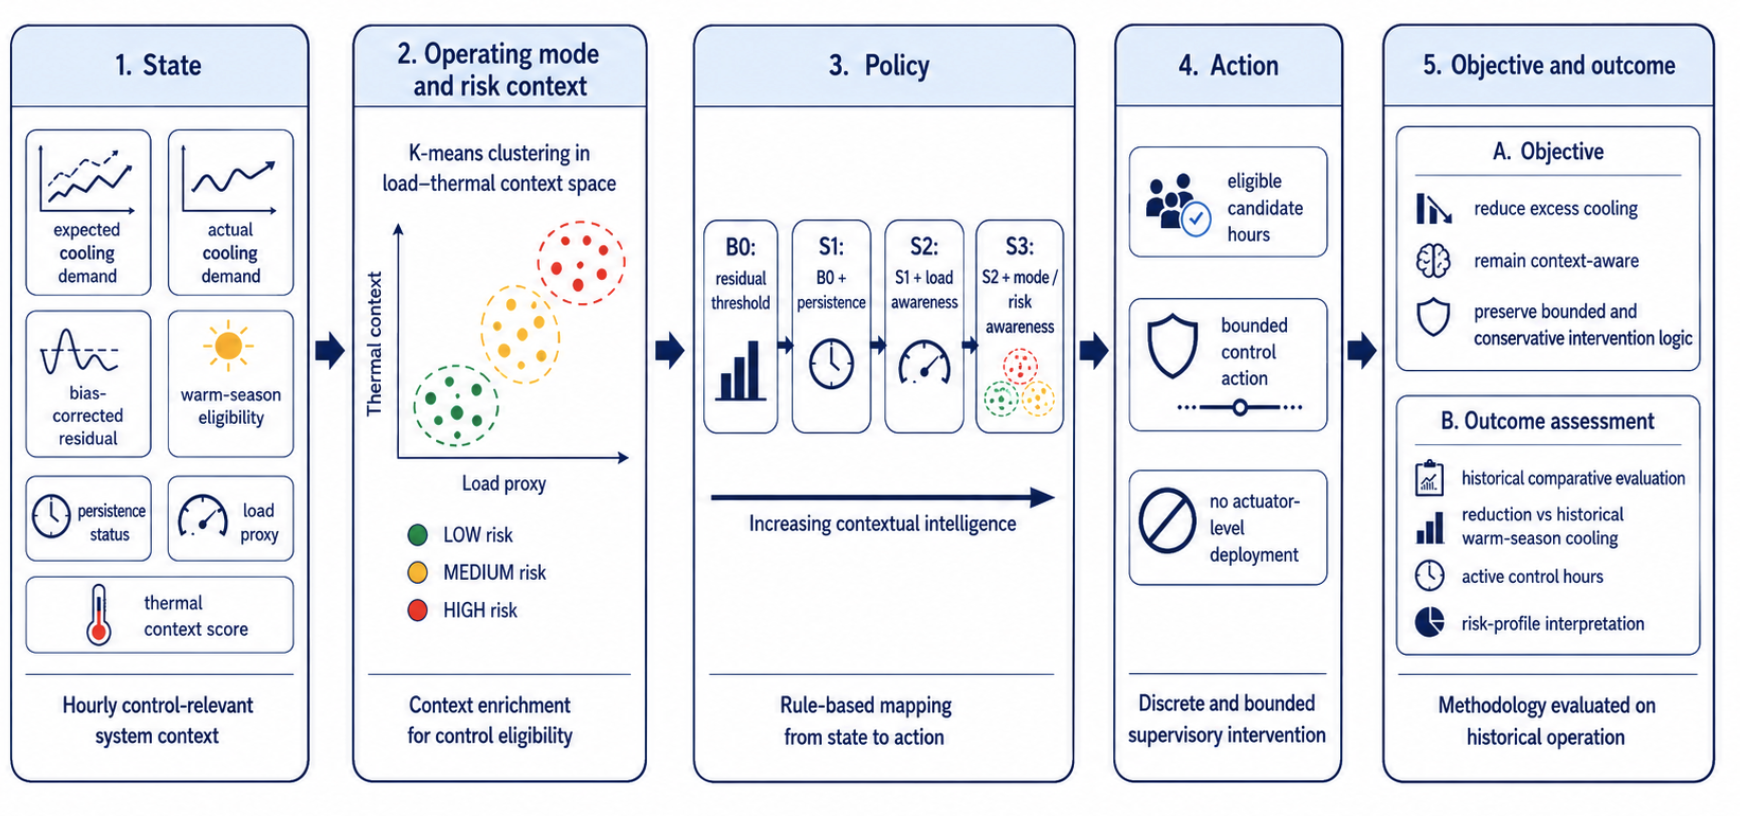 1. State
expected
cooling
demand
actual
cooling
demand
bias-
corrected
residual
warm-season
eligibility
persistence
status
load
proxy
thermal
context score
Hourly control-relevant
system context
2. Operating mode
and risk context
K-means clustering in
load–thermal context space
Thermal context
Load proxy
LOW risk
MEDIUM risk
HIGH risk
Context enrichment
for control eligibility
3. Policy
B0:
residual
threshold
S1:
B0 +
persistence
S2:
S1 + load
awareness
S3:
S2 + mode /
risk
awareness
Increasing contextual intelligence
Rule-based mapping
from state to action
4. Action
eligible
candidate
hours
bounded
control
action
no actuator-
level
deployment
Discrete and bounded
supervisory intervention
5. Objective and outcome
A. Objective
reduce excess cooling
remain context-aware
preserve bounded and
conservative intervention logic
B. Outcome assessment
historical comparative evaluation
reduction vs historical
warm-season cooling
active control hours
risk-profile interpretation
Methodology evaluated on
historical operation